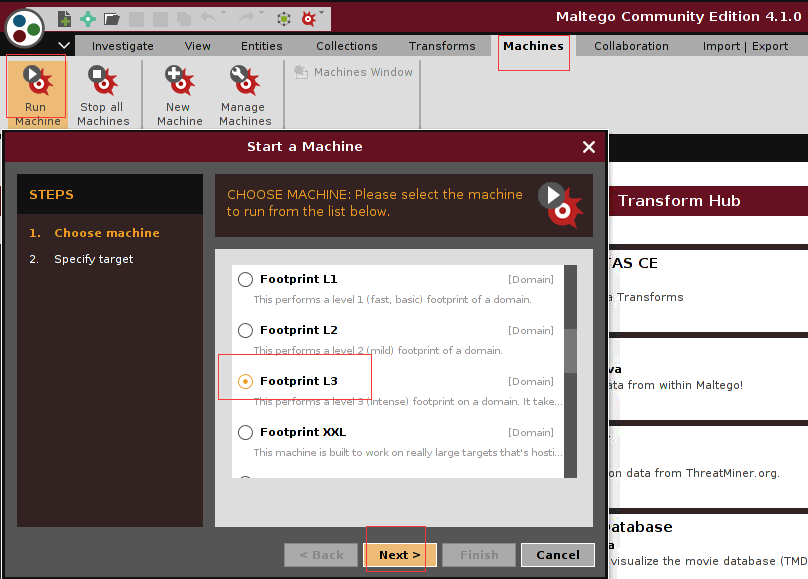 Maltego Community Edition 4.1.0
Investigate View Entities Collections Transforms Machines Collaboration Import | Export
Run Machine
Stop all Machines
New Machine
Manage Machines
Machines Window
Start a Machine
STEPS
1. Choose machine
2. Specify target
CHOOSE MACHINE: Please select the machine
to run from the list below.
Footprint L1 [Domain]
This performs a level 1 (fast, basic) footprint of a domain.
Footprint L2 [Domain]
This performs a level 2 (mild) footprint of a domain.
Footprint L3 [Domain]
This performs a level 3 (intense) footprint on a domain. It take...
Footprint XXL [Domain]
This machine is built to work on really large targets that's hosti...
< Back Next > Finish Cancel
Transform Hub
TAS CE
a Transforms
va
ata from within Maltego!
on data from ThreatMiner.org.
atabase
a
visualize the movie database (TMD